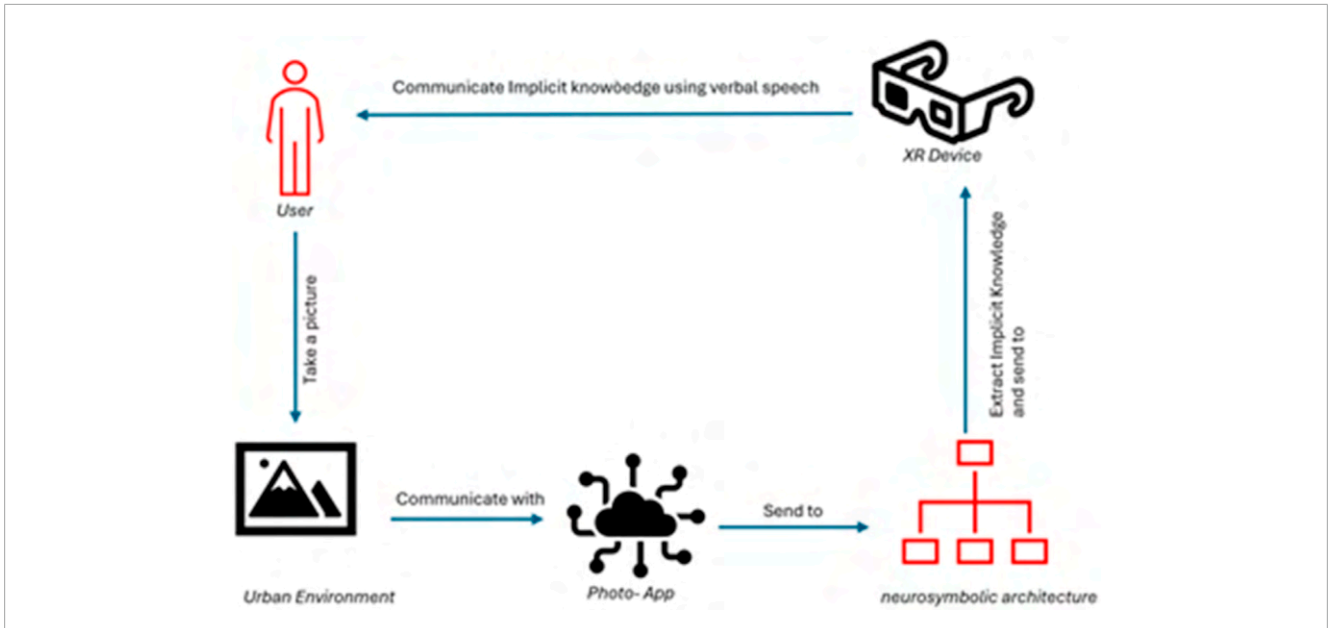 Communicate Implicit knowbedge using verbal speech
XR Device
User
Take a picture
Extract Implicit Knowledge
and send to
Communicate with
Send to
Urban Environment
Photo- App
neurosymbolic architecture